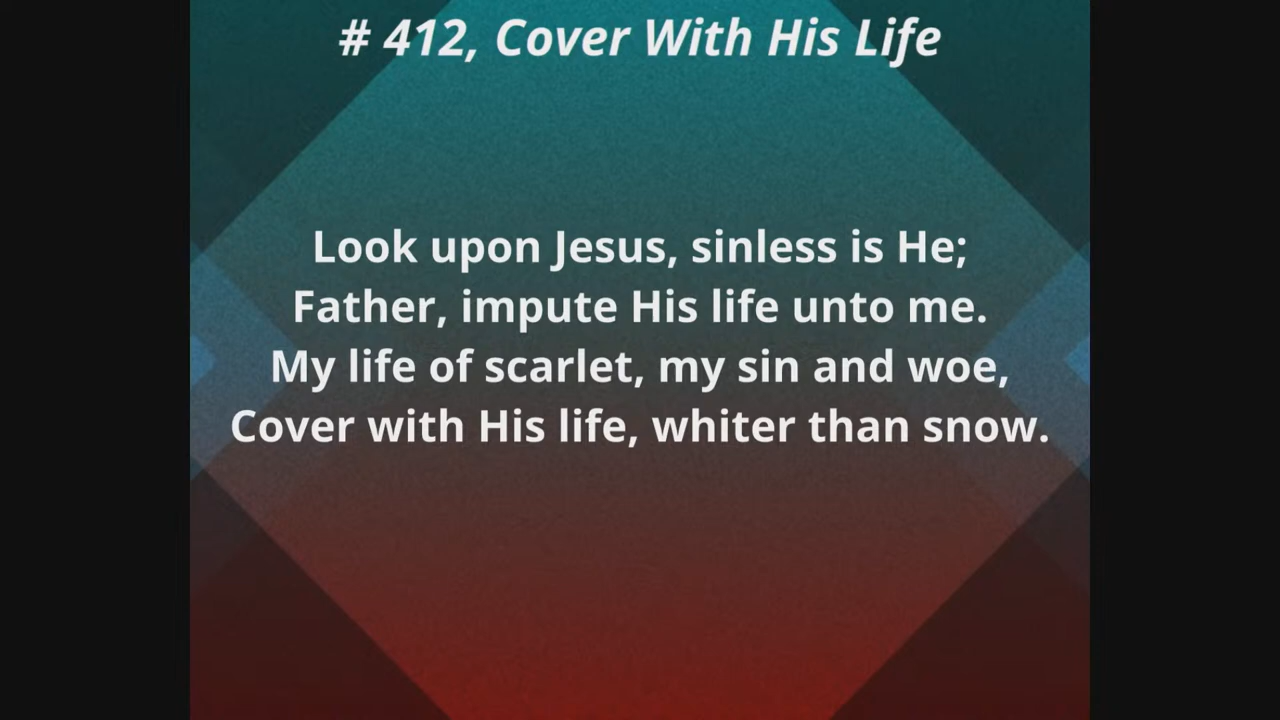 # 412, Cover With His Life
Look upon Jesus, sinless is He;
Father, impute His life unto me.
My life of scarlet, my sin and woe,
Cover with His life, whiter than snow.